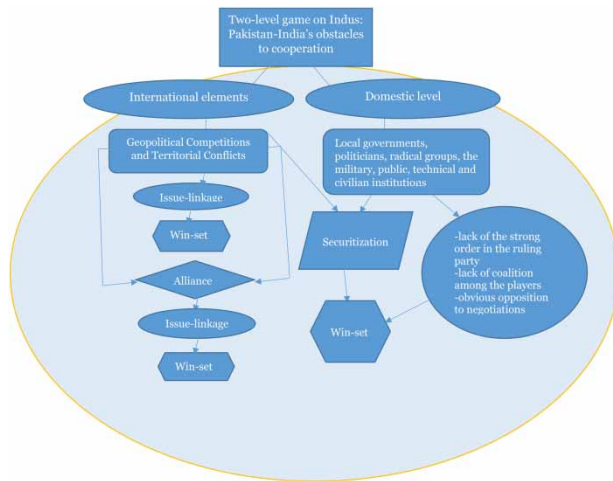 Two-level game on Indus:
Pakistan-India's obstacles
to cooperation
International elements
Domestic level
Geopolitical Competitions
and Territorial Conflicts
Local governments,
politicians, radical groups, the
military, public, technical and
civilian institutions
Issue-linkage
Win-set
Securitization
-lack of the strong
order in the ruling
party
-lack of coalition
among the players
-obvious opposition
to negotiations
Alliance
Issue-linkage
Win-set
Win-set